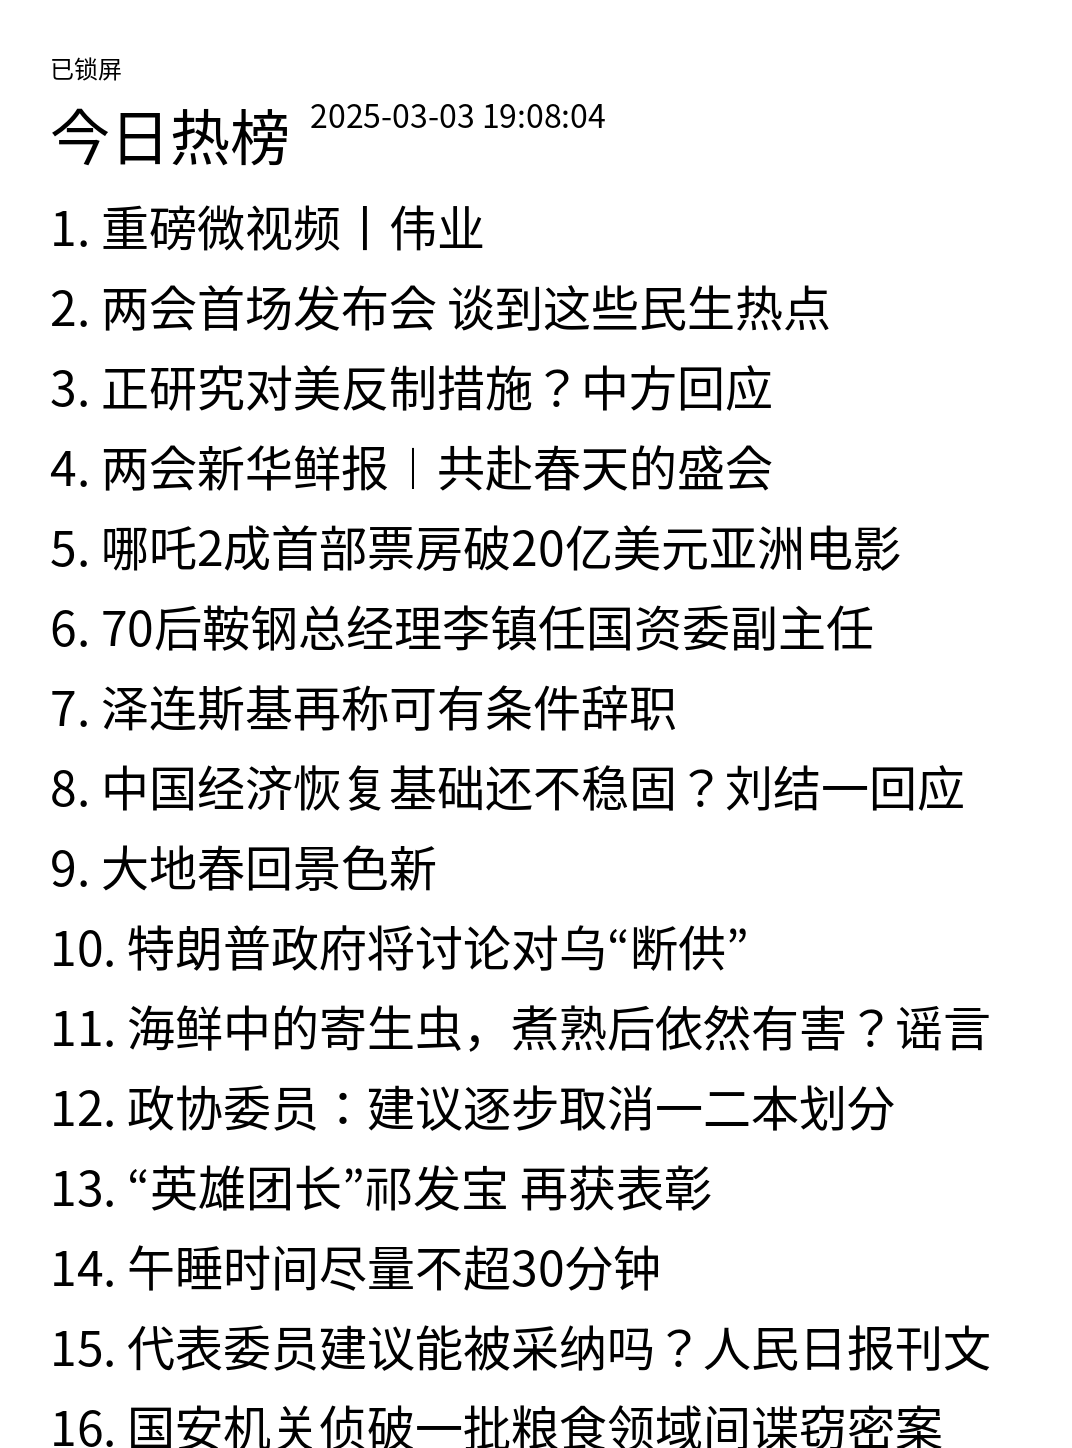 已锁屏
今日热榜 2025-03-03 19:08:04
1. 重磅微视频丨伟业
2. 两会首场发布会 谈到这些民生热点
3. 正研究对美反制措施？中方回应
4. 两会新华鲜报︱共赴春天的盛会
5. 哪吒2成首部票房破20亿美元亚洲电影
6. 70后鞍钢总经理李镇任国资委副主任
7. 泽连斯基再称可有条件辞职
8. 中国经济恢复基础还不稳固？刘结一回应
9. 大地春回景色新
10. 特朗普政府将讨论对乌“断供”
11. 海鲜中的寄生虫，煮熟后依然有害？谣言
12. 政协委员：建议逐步取消一二本划分
13. “英雄团长”祁发宝 再获表彰
14. 午睡时间尽量不超30分钟
15. 代表委员建议能被采纳吗？人民日报刊文
16. 国安机关侦破一批粮食领域间谍窃密案